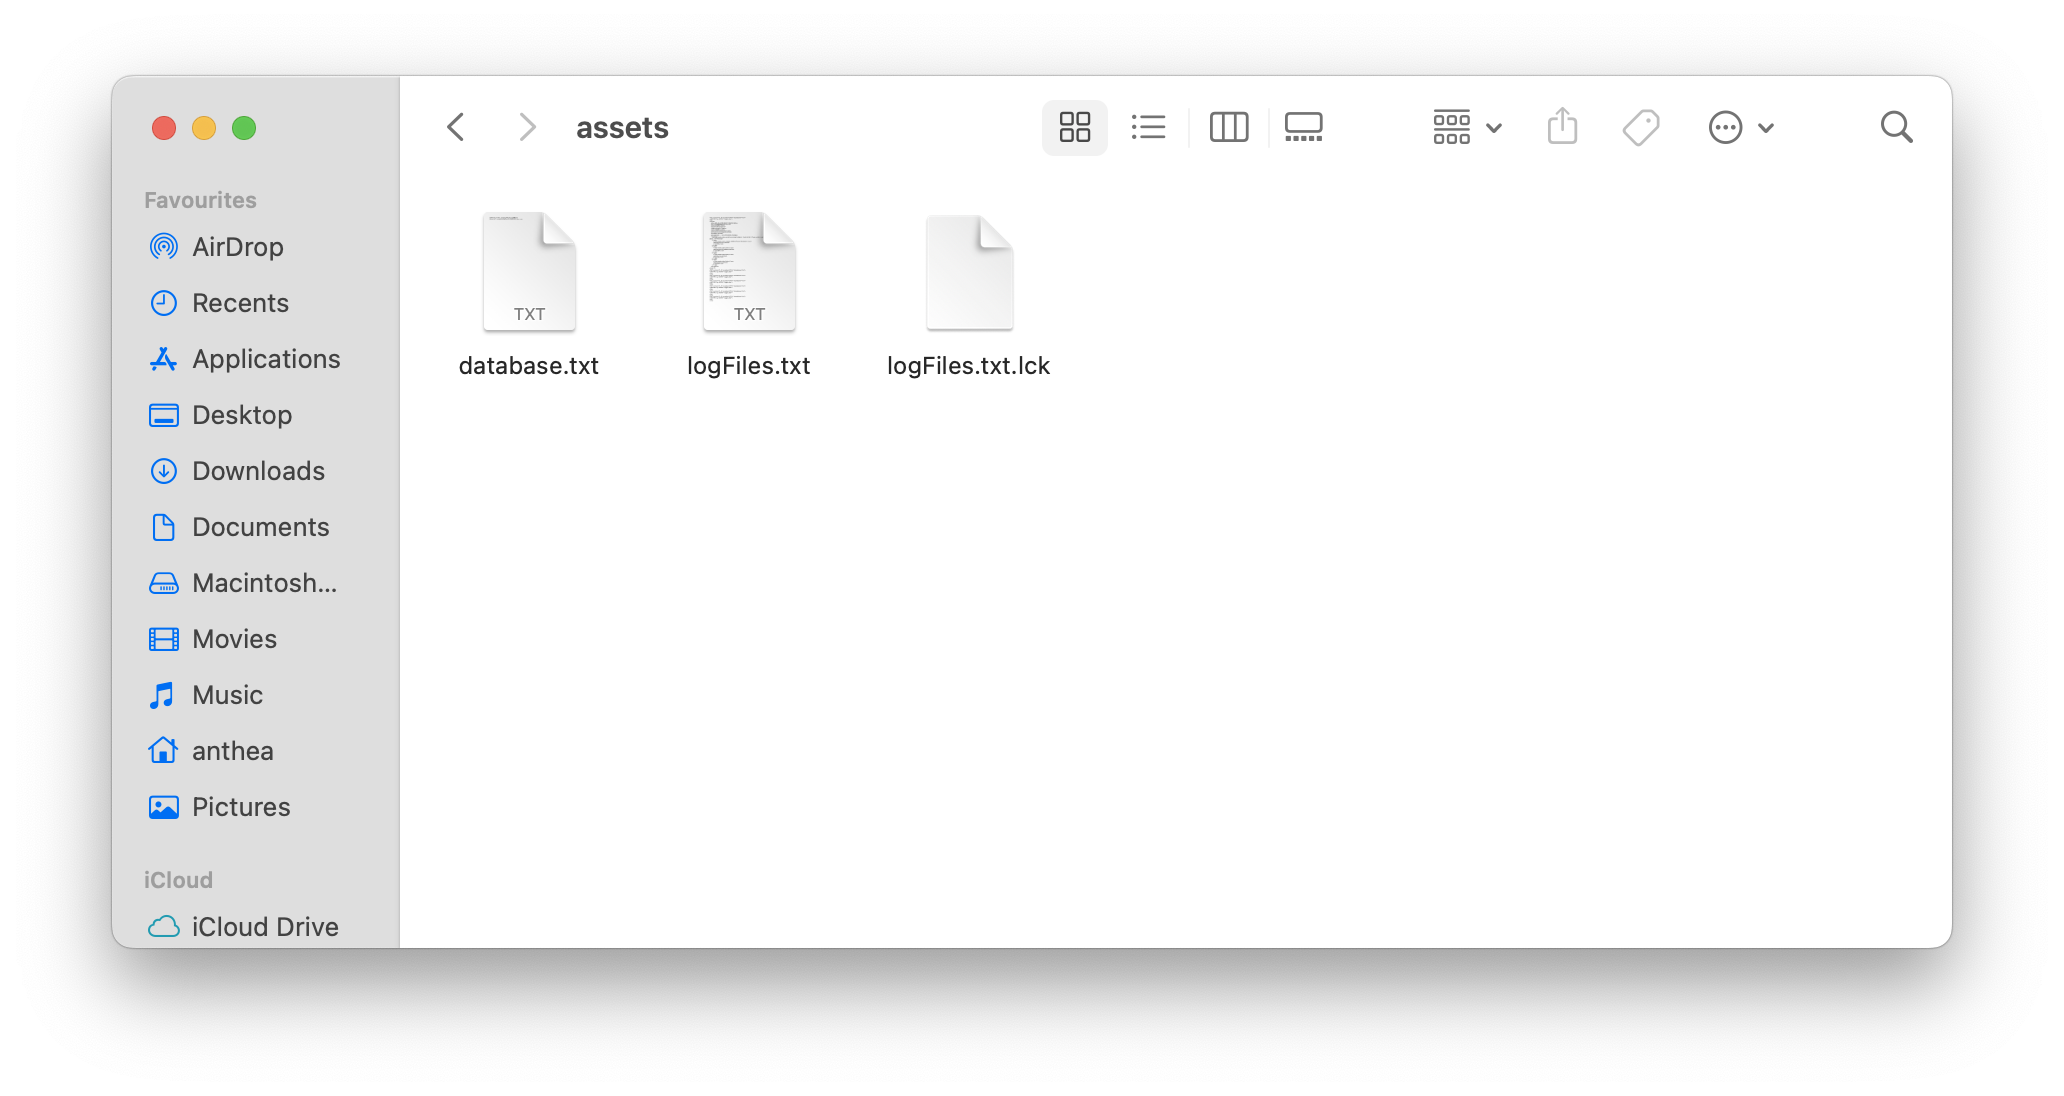 assets
Favourites
AirDrop
Recents
Applications
Desktop
Downloads
Documents
Macintosh...
Movies
Music
anthea
Pictures
iCloud
iCloud Drive
TXT
database.txt
TXT
logFiles.txt
logFiles.txt.lck